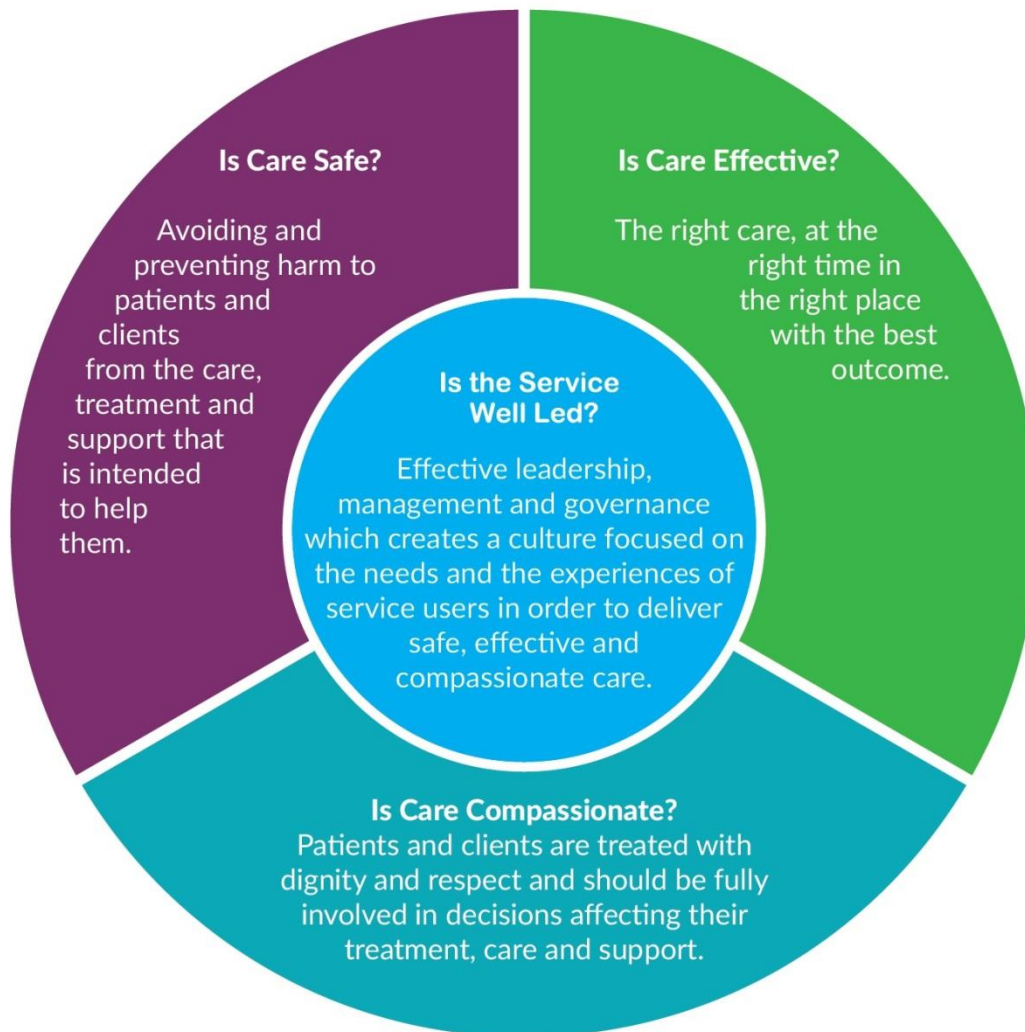 Is Care Safe?
Avoiding and
preventing harm to
patients and
clients
from the care,
treatment and
support that
is intended
to help
them.
Is Care Effective?
The right care, at the
right time in
the right place
with the best
outcome.
Is the Service
Well Led?
Effective leadership,
management and governance
which creates a culture focused on
the needs and the experiences of
service users in order to deliver
safe, effective and
compassionate care.
Is Care Compassionate?
Patients and clients are treated with
dignity and respect and should be fully
involved in decisions affecting their
treatment, care and support.